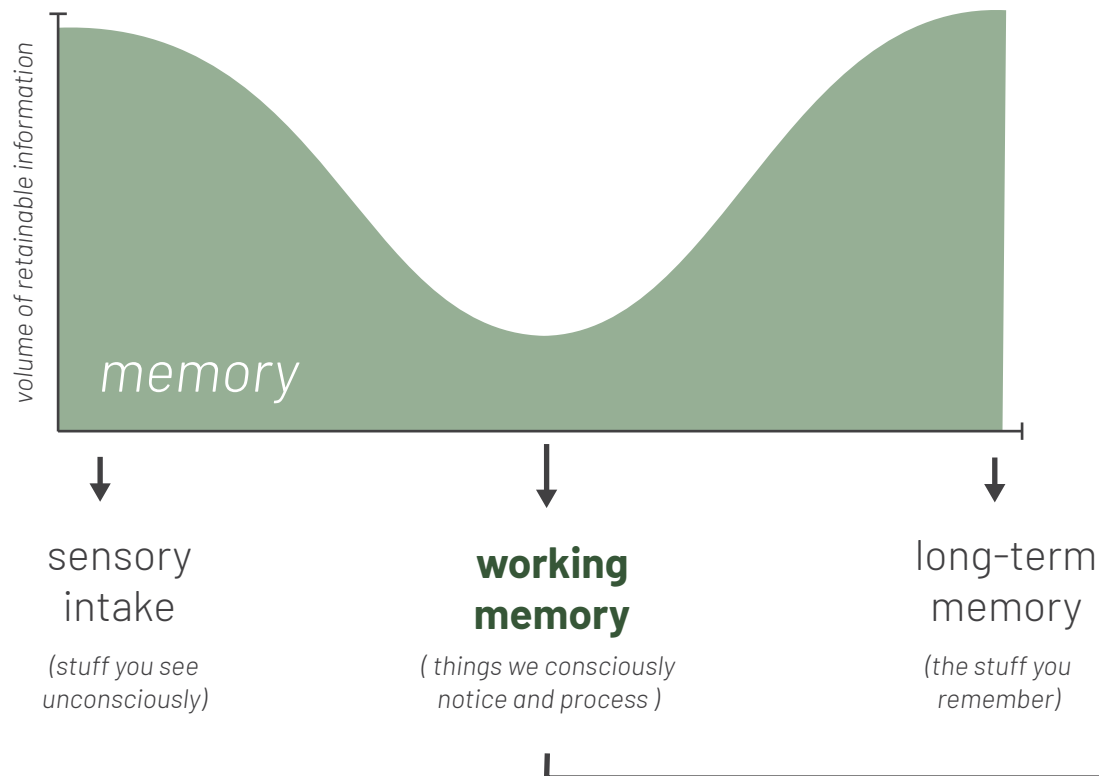 volume of retainable information
memory
sensory
intake
(stuff you see
unconsciously)
working
memory
( things we consciously
notice and process )
long-term
memory
(the stuff you
remember)